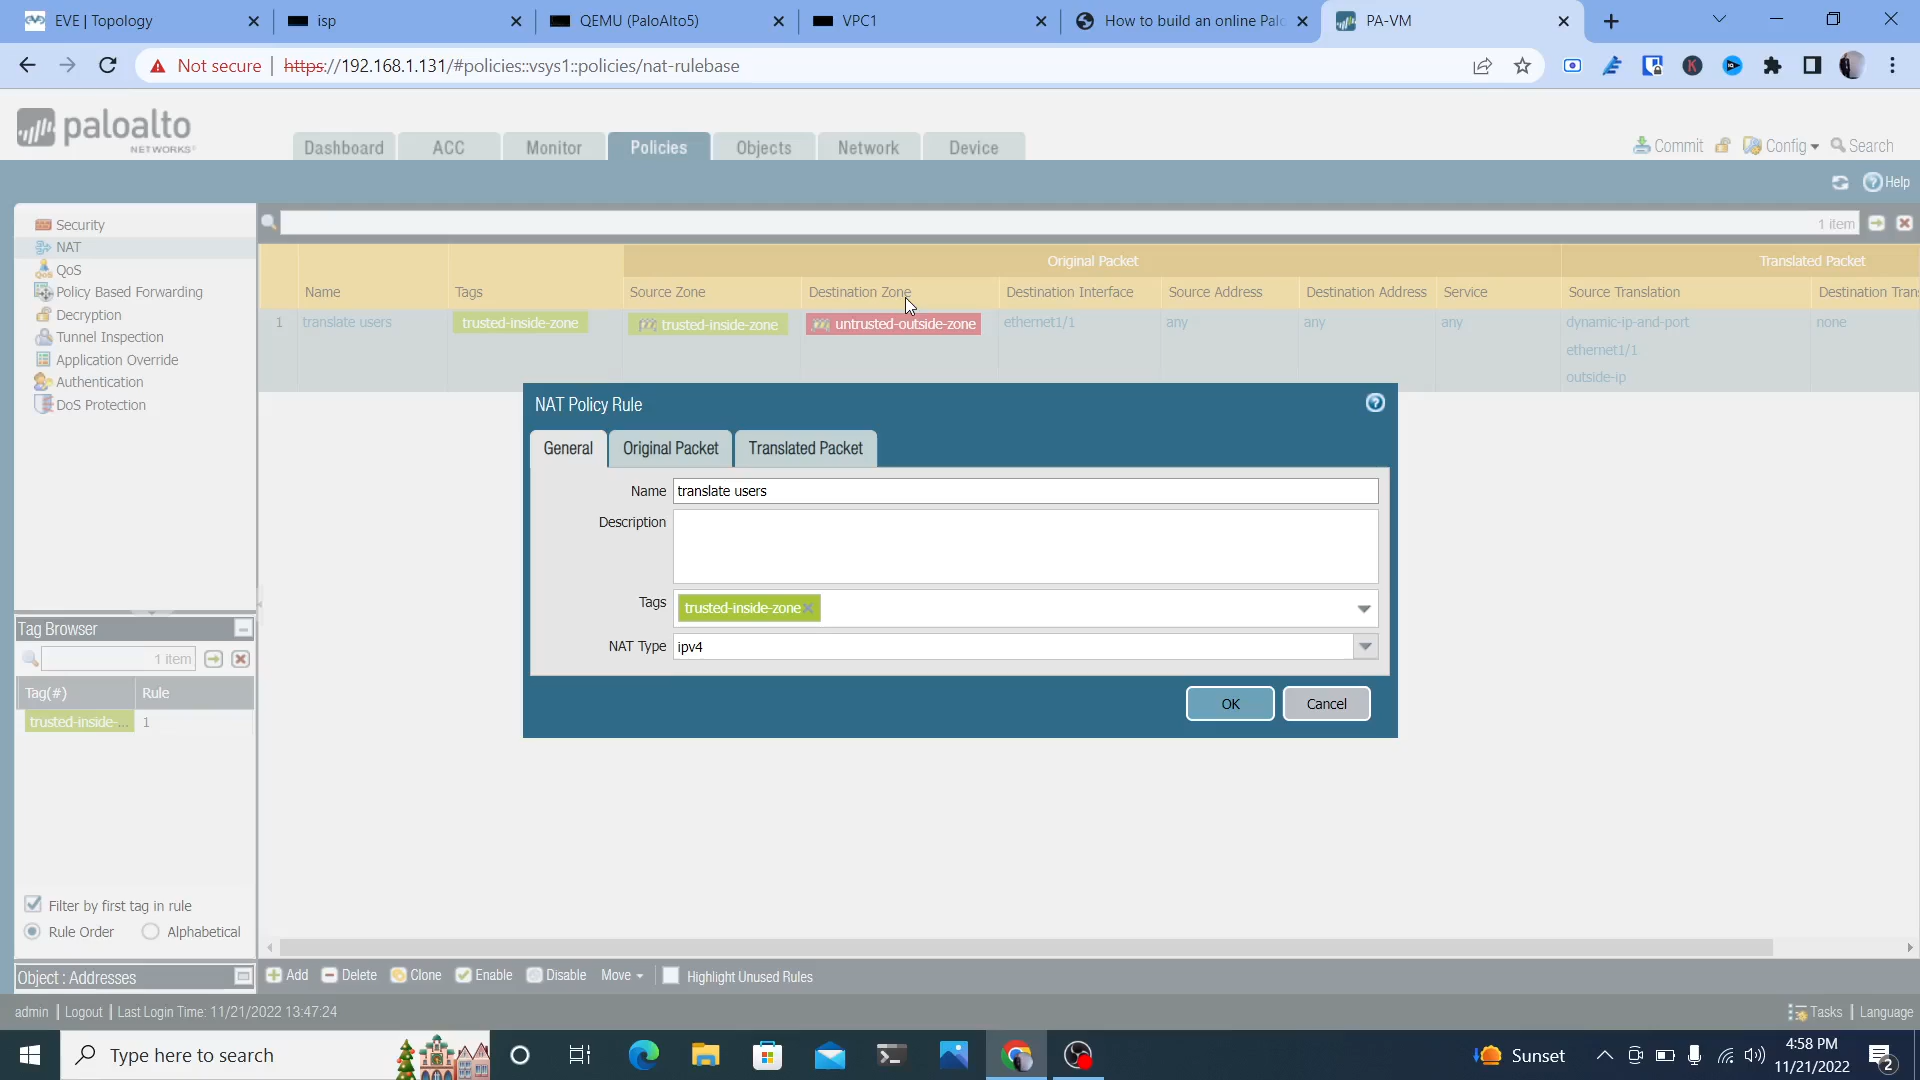 EVE | Topology
isp
QEMU (PaloAlto5)
VPC1
How to build an online Palo
PA-VM
Not secure | https://192.168.1.131/#policies::vsys1::policies/nat-rulebase
paloalto
NETWORKS
Dashboard
ACC
Monitor
Policies
Objects
Network
Device
Commit
Config
Search
Help
Security
NAT
QoS
Policy Based Forwarding
Decryption
Tunnel Inspection
Application Override
Authentication
DoS Protection
1 item
Original Packet
Translated Packet
Name
Tags
Source Zone
Destination Zone
Destination Interface
Source Address
Destination Address
Service
Source Translation
Destination Trans
1
translate users
trusted-inside-zone
trusted-inside-zone
untrusted-outside-zone
ethernet1/1
any
any
any
dynamic-ip-and-port
none
ethernet1/1
outside-ip
NAT Policy Rule
General
Original Packet
Translated Packet
Name
translate users
Description
Tags
trusted-inside-zone
NAT Type
ipv4
OK
Cancel
Tag Browser
1 item
Tag(#)
Rule
trusted-inside-...
1
Filter by first tag in rule
Rule Order
Alphabetical
Object : Addresses
Add
Delete
Clone
Enable
Disable
Move
Highlight Unused Rules
admin | Logout | Last Login Time: 11/21/2022 13:47:24
Tasks | Language
Type here to search
Sunset
4:58 PM
11/21/2022
2